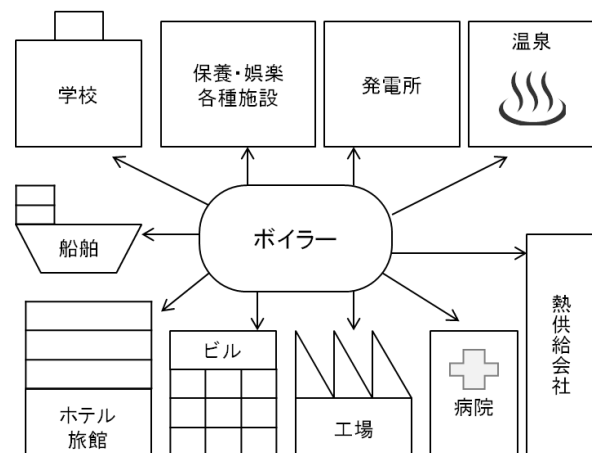 学校
保養・娯楽
各種施設
発電所
温泉
船舶
ボイラー
熱供給会社
ホテル
旅館
ビル
工場
病院